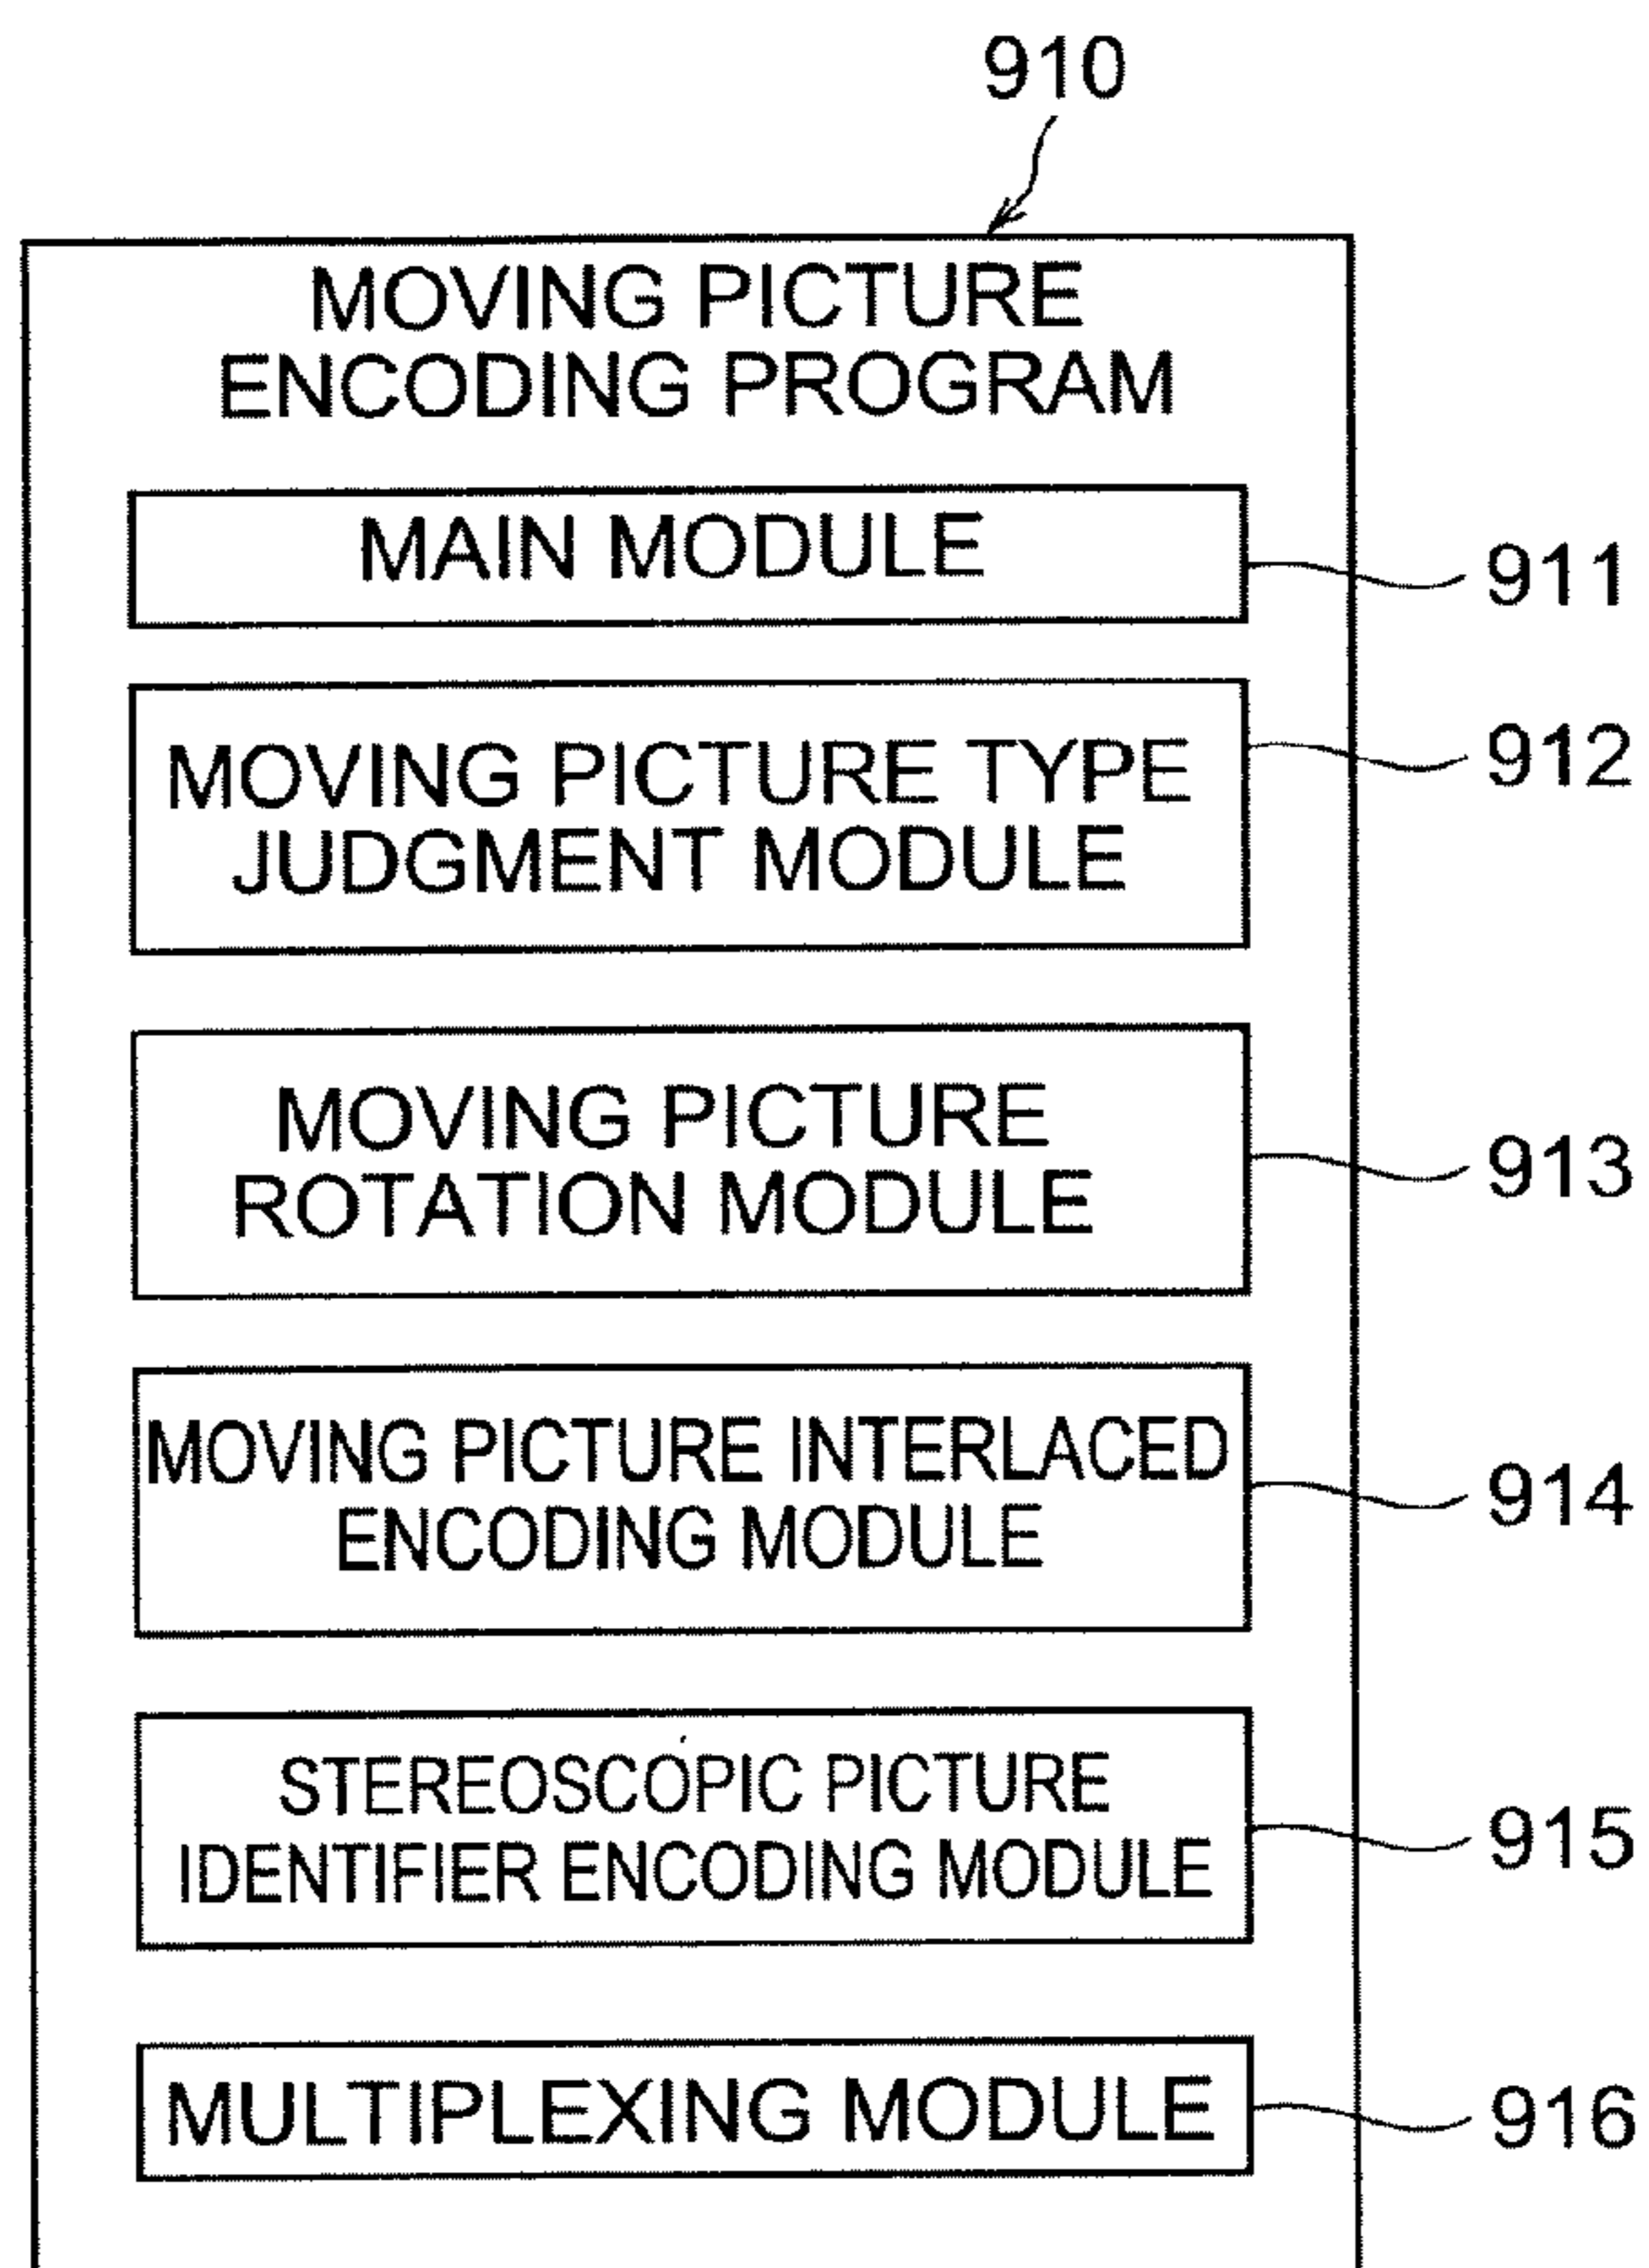 910
MOVING PICTURE
ENCODING PROGRAM
MAIN MODULE
911
MOVING PICTURE TYPE
JUDGMENT MODULE
912
MOVING PICTURE
ROTATION MODULE
913
MOVING PICTURE INTERLACED
ENCODING MODULE
914
STEREOSCOPIC PICTURE
IDENTIFIER ENCODING MODULE
915
MULTIPLEXING MODULE
916